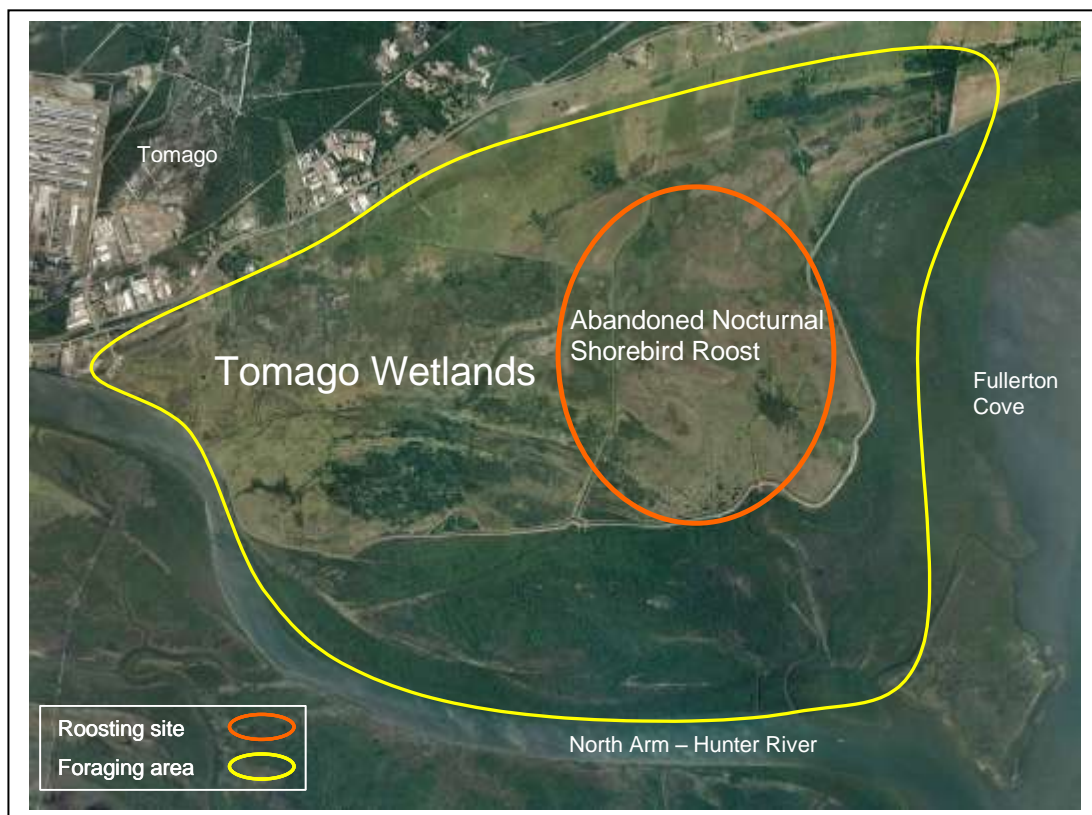 Tomago
Abandoned Nocturnal
Shorebird Roost
Tomago Wetlands
Fullerton
Cove
Roosting site
Foraging area
North Arm – Hunter River